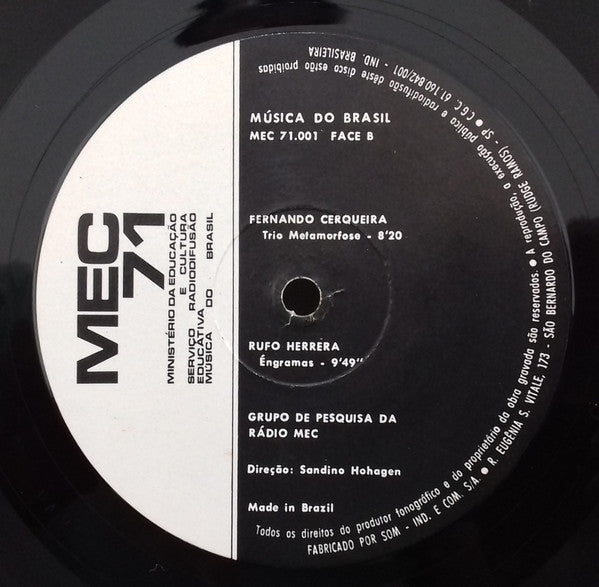 MEC
71
MINISTÉRIO DA EDUCAÇÃO
E CULTURA
SERVIÇO RADIODIFUSÃO
EDUCATIVA
MÚSICA DO BRASIL
MÚSICA DO BRASIL
MEC 71.001 FACE B
FERNANDO CERQUEIRA
Trio Metamorfose - 8'20
RUFO HERRERA
Éngramas - 9'49"
GRUPO DE PESQUISA DA
RÁDIO MEC
Direção: Sandino Hohagen
Made in Brazil
Todos os direitos do produtor fonográfico e do proprietário da obra gravada são reservados. ● A reprodução, a execução pública e radiodifusão dêste disco estão proibidas
FABRICADO POR SOM - IND. E COM. S/A. ● R. EUGÊNIA S. VITALE, 173 - SÃO BERNARDO DO CAMPO (RUDGE RAMOS) - SP ● C.G.C. 61.160.842/001 - IND. BRASILEIRA